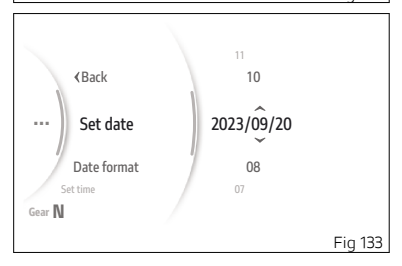 11
‹Back 10
••• Set date 2023/09/20
Date format 08
Set time 07
Gear N
Fig 133